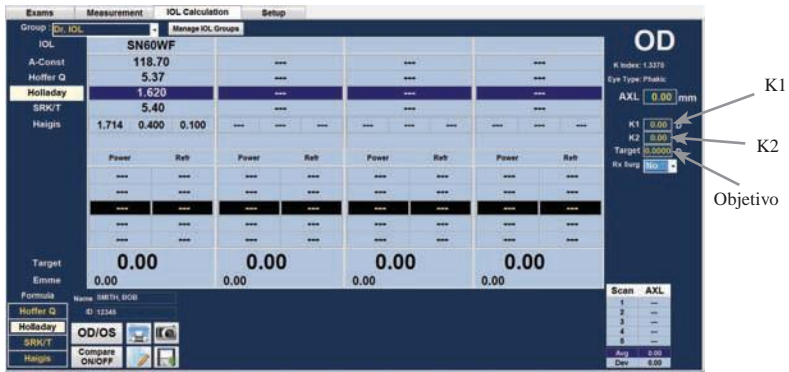 Exams Measurement IOL Calculation Setup
Group : Dr. IOL Manage IOL Groups
OD
IOL SN60WF --- --- ---
A-Const 118.70 --- --- ---
K Index: 1.3375
Hoffer Q 5.37 --- --- ---
Eye Type: Phakic
Holladay 1.620 --- --- ---
AXL 0.00 mm
SRK/T 5.40 --- --- ---
Haigis 1.714 0.400 0.100 --- --- --- --- --- --- --- --- ---
K1 0.00 D
K2 0.00
Power Refr Power Refr Power Refr Power Refr
Target 0.0000 D
Rx Surg No
--- --- --- --- --- --- --- ---
--- --- --- --- --- --- --- ---
--- --- --- --- --- --- --- ---
--- --- --- --- --- --- --- ---
--- --- --- --- --- --- --- ---
Target 0.00 0.00 0.00 0.00
Emme 0.00 0.00 0.00 0.00
Formula Name SMITH, BOB
Hoffer Q ID 12345
Holladay OD/OS
SRK/T
Haigis Compare ON/OFF
Scan AXL
1 ---
2 ---
3 ---
4 ---
5 ---
Avg 0.00
Dev 0.00
K1
K2
Objetivo